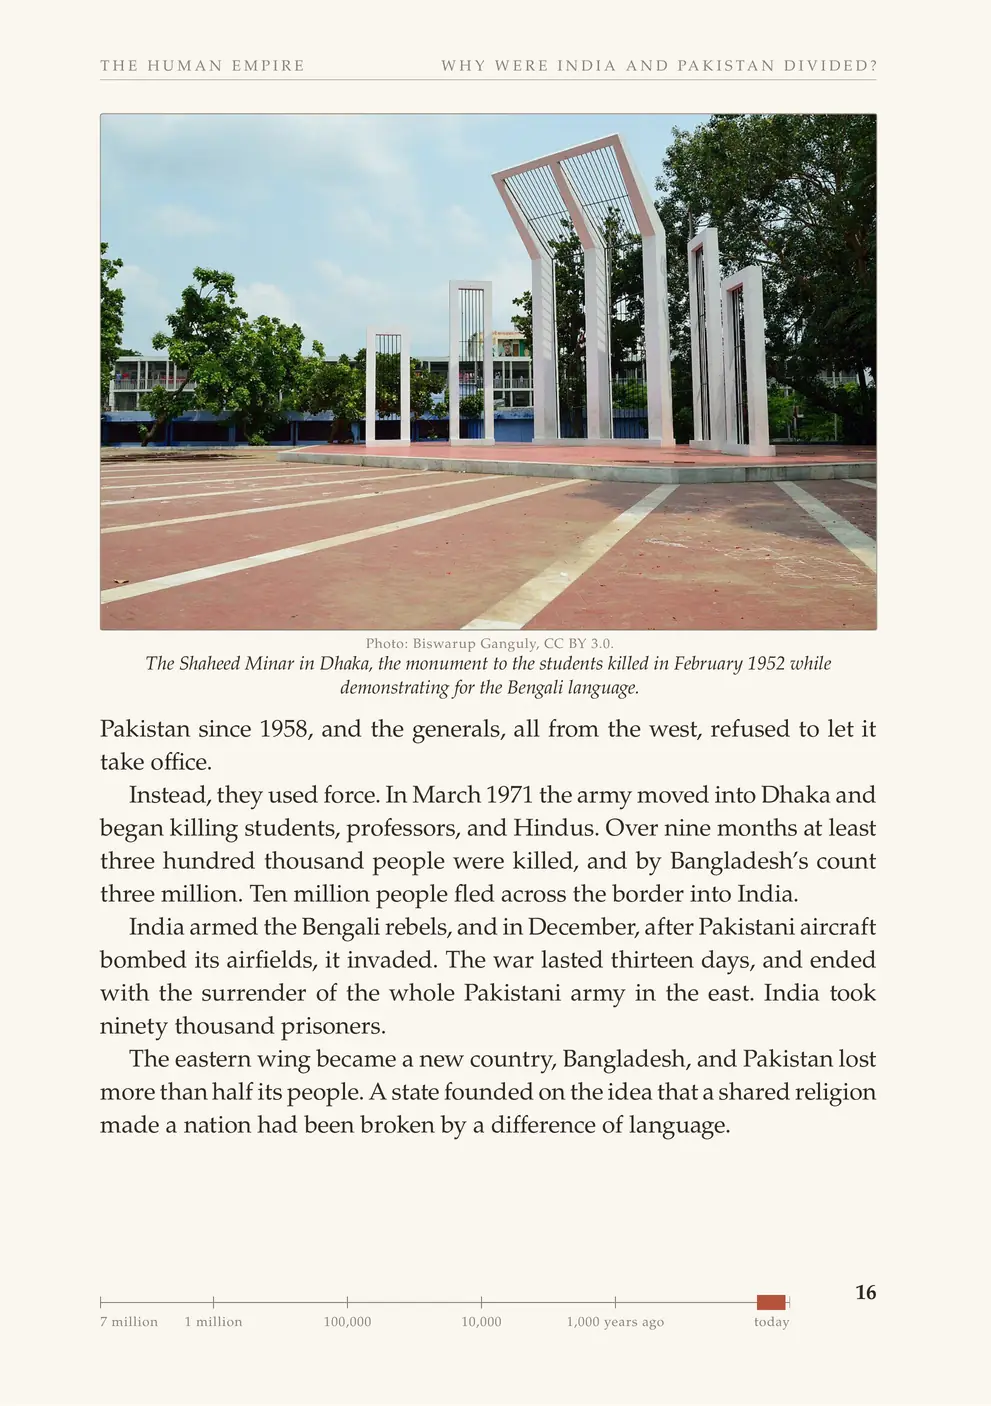 THE HUMAN EMPIRE
WHY WERE INDIA AND PAKISTAN DIVIDED?
Photo: Biswarup Ganguly, CC BY 3.0.
The Shaheed Minar in Dhaka, the monument to the students killed in February 1952 while
demonstrating for the Bengali language.
Pakistan since 1958, and the generals, all from the west, refused to let it
take office.
Instead, they used force. In March 1971 the army moved into Dhaka and
began killing students, professors, and Hindus. Over nine months at least
three hundred thousand people were killed, and by Bangladesh’s count
three million. Ten million people fled across the border into India.
India armed the Bengali rebels, and in December, after Pakistani aircraft
bombed its airfields, it invaded. The war lasted thirteen days, and ended
with the surrender of the whole Pakistani army in the east. India took
ninety thousand prisoners.
The eastern wing became a new country, Bangladesh, and Pakistan lost
more than half its people. A state founded on the idea that a shared religion
made a nation had been broken by a difference of language.
16
7 million 1 million 100,000 10,000 1,000 years ago today